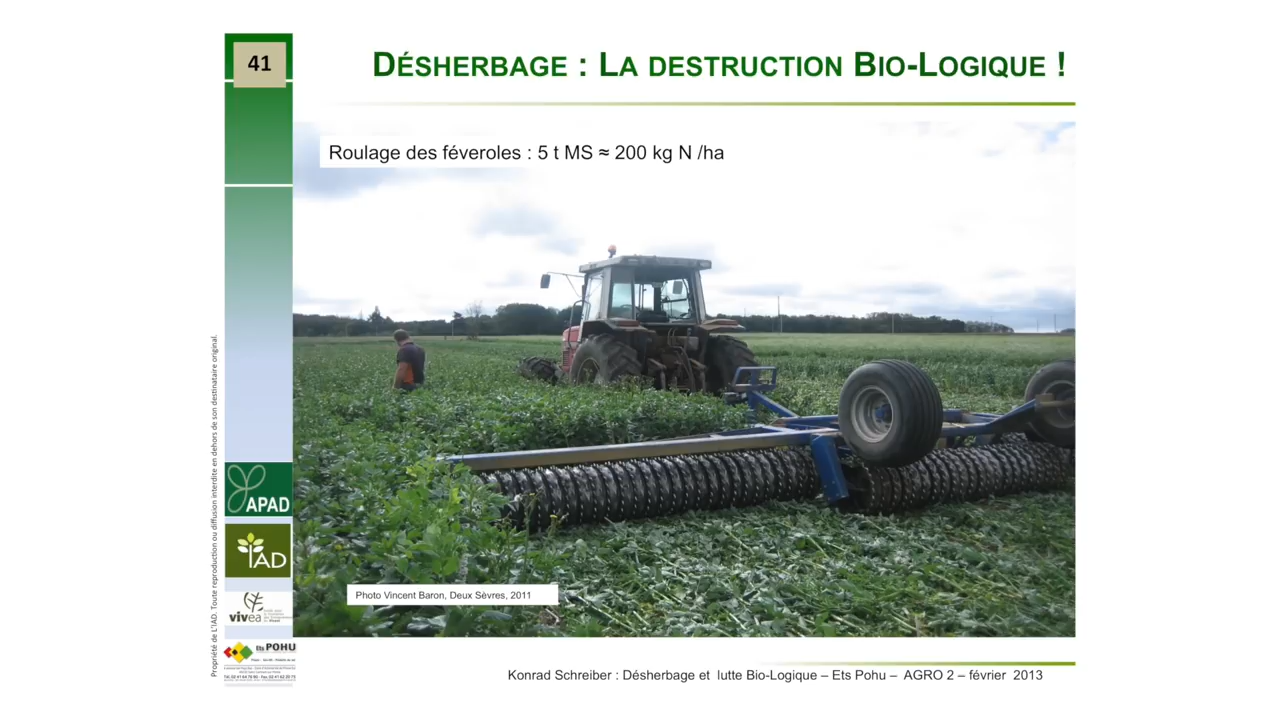 41
DÉSHERBAGE : LA DESTRUCTION BIO-LOGIQUE !
Roulage des féveroles : 5 t MS ≈ 200 kg N /ha
Propriété de L'IAD. Toute reproduction ou diffusion interdite en dehors de son destinataire original.
APAD
IAD
vivea
Ets POHU
Photo Vincent Baron, Deux Sèvres, 2011
Konrad Schreiber : Désherbage et lutte Bio-Logique – Ets Pohu – AGRO 2 – février 2013